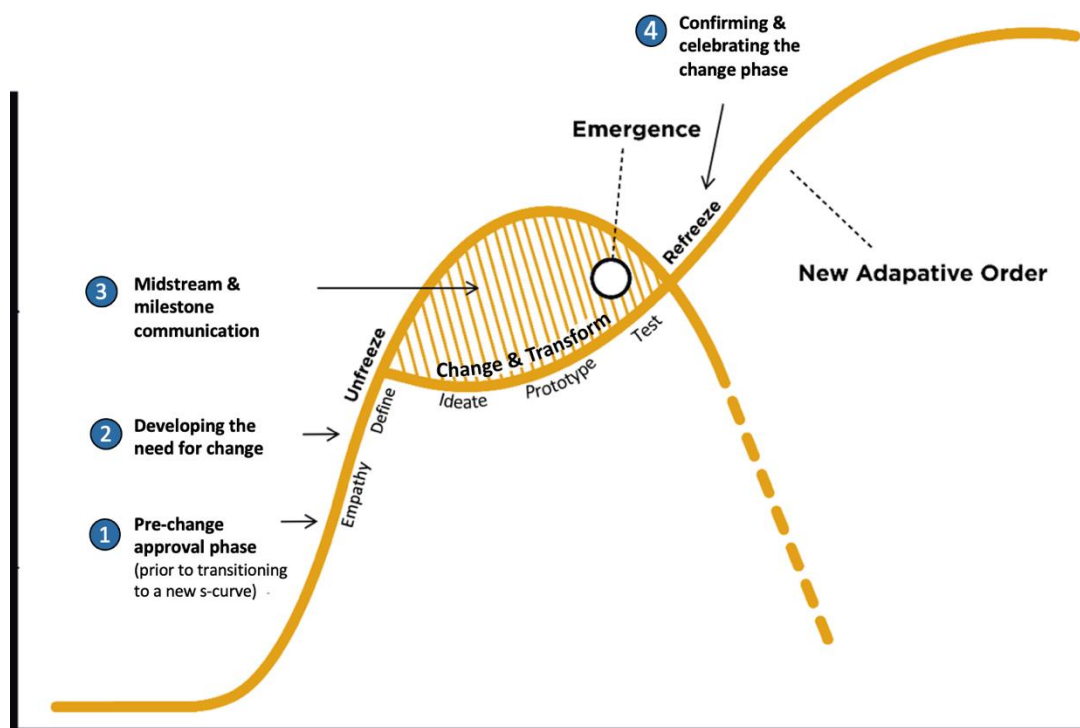 4 Confirming &
celebrating the
change phase
Emergence
Refreeze
New Adapative Order
3 Midstream &
milestone
communication
Unfreeze
Change & Transform
Test
Prototype
Ideate
Define
2 Developing the
need for change
Empathy
1 Pre-change
approval phase
(prior to transitioning
to a new s-curve)